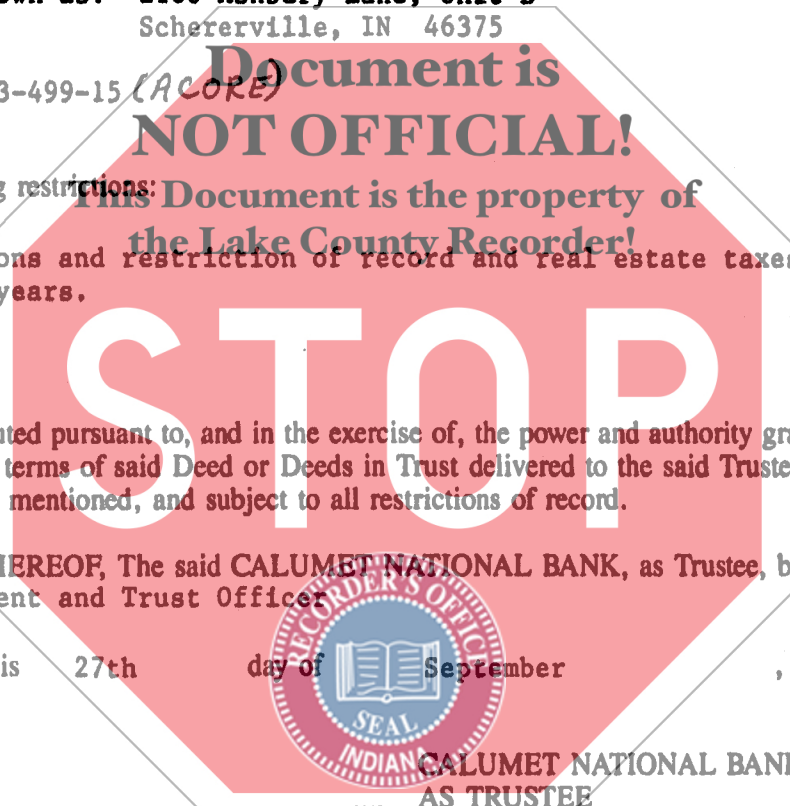 Schererville, IN 46375
Document is
3-499-15 (ACORE)
NOT OFFICIAL!
restrictions:
This Document is the property of
the Lake County Recorder!
ons and restriction of record and real estate taxes
years.
STOP
uted pursuant to, and in the exercise of, the power and authority gra
terms of said Deed or Deeds in Trust delivered to the said Truste
mentioned, and subject to all restrictions of record.
HEREOF, The said CALUMET NATIONAL BANK, as Trustee, b
ent and Trust Officer
RECORDER'S OFFICE
is 27th day of September ,
SEAL
INDIANA
CALUMET NATIONAL BANK
AS TRUSTEE